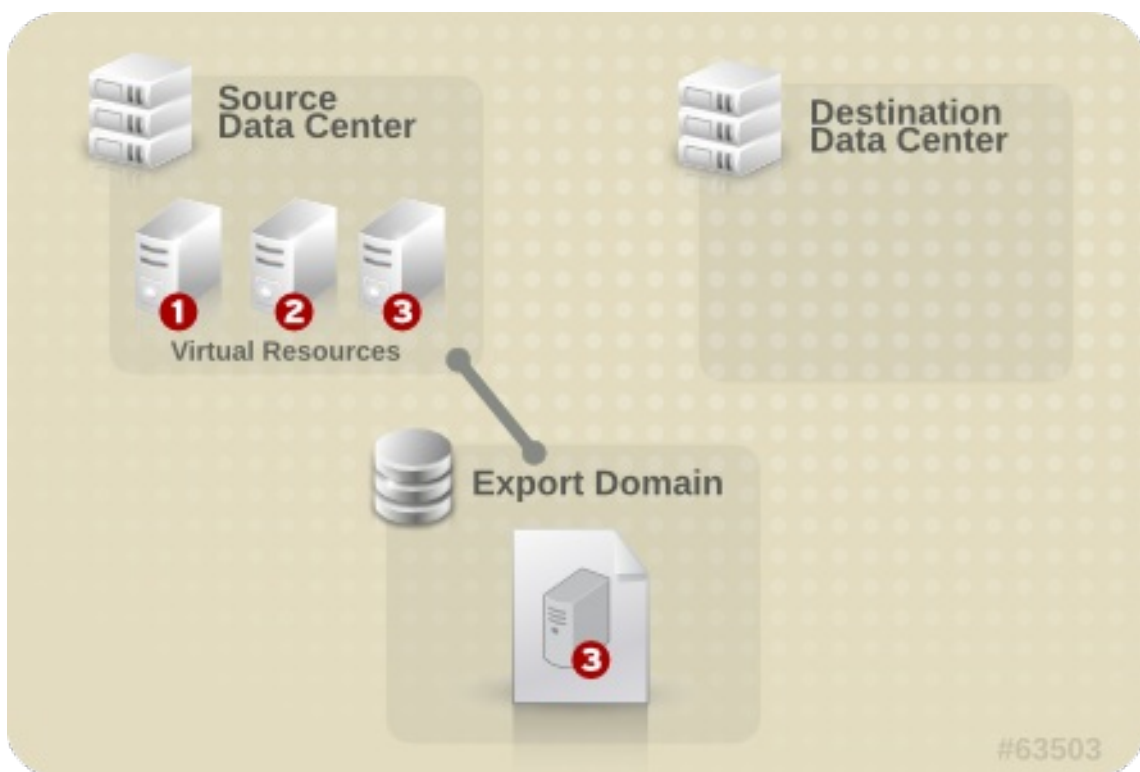 Source
Data Center
Destination
Data Center
1
2
3
Virtual Resources
Export Domain
3
#63503